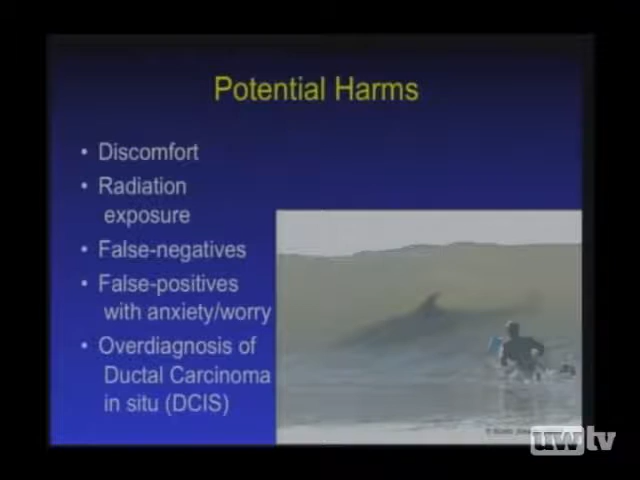 Potential Harms
• Discomfort
• Radiation
exposure
• False-negatives
• False-positives
with anxiety/worry
• Overdiagnosis of
Ductal Carcinoma
in situ (DCIS)
uwtv